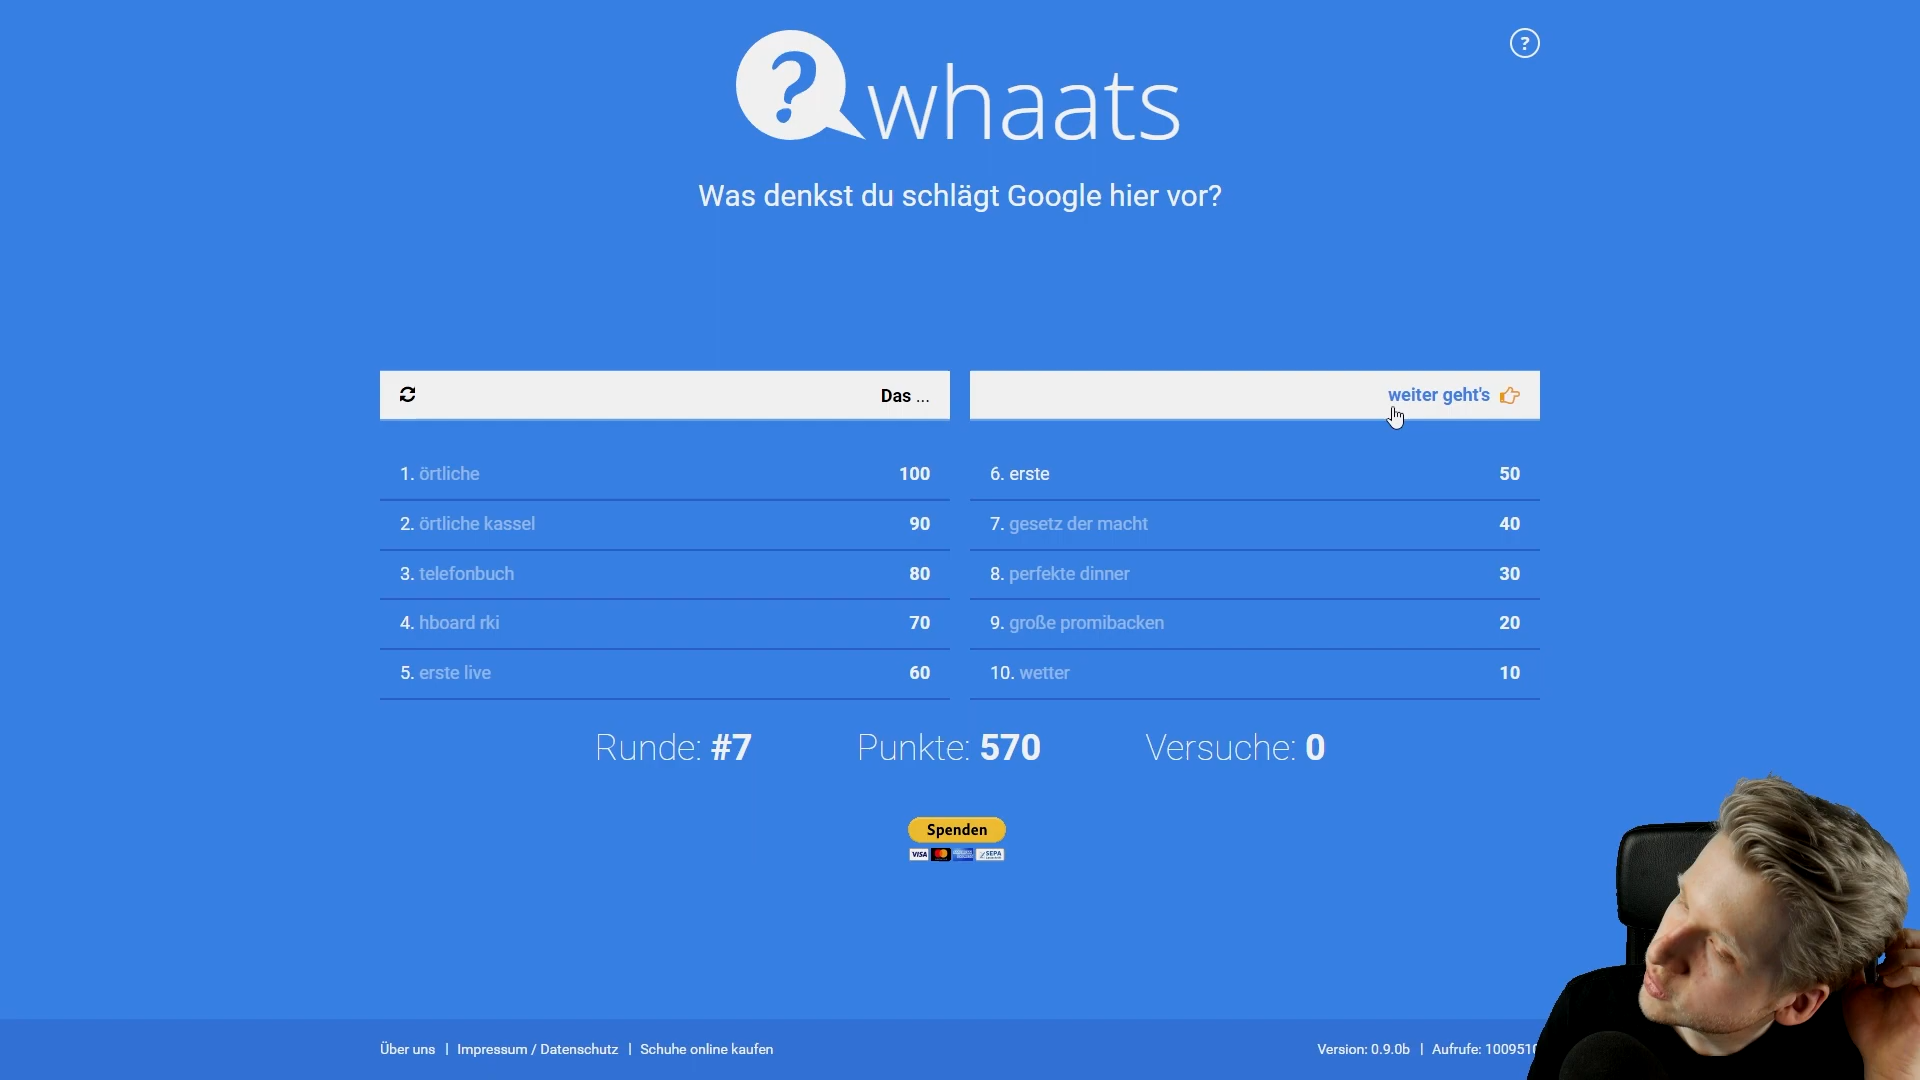 ?
? whaats
Was denkst du schlägt Google hier vor?
Das ...
weiter geht's
1. örtliche 100
2. örtliche kassel 90
3. telefonbuch 80
4. hboard rki 70
5. erste live 60
6. erste 50
7. gesetz der macht 40
8. perfekte dinner 30
9. große promibacken 20
10. wetter 10
Runde: #7 Punkte: 570 Versuche: 0
Spenden
VISA SEPA
Über uns | Impressum / Datenschutz | Schuhe online kaufen
Version: 0.9.0b | Aufrufe: